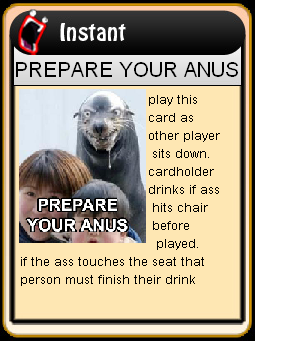 Instant
PREPARE YOUR ANUS
play this
card as
other player
sits down.
cardholder
drinks if ass
hits chair
before
played.
if the ass touches the seat that
person must finish their drink
PREPARE
YOUR ANUS